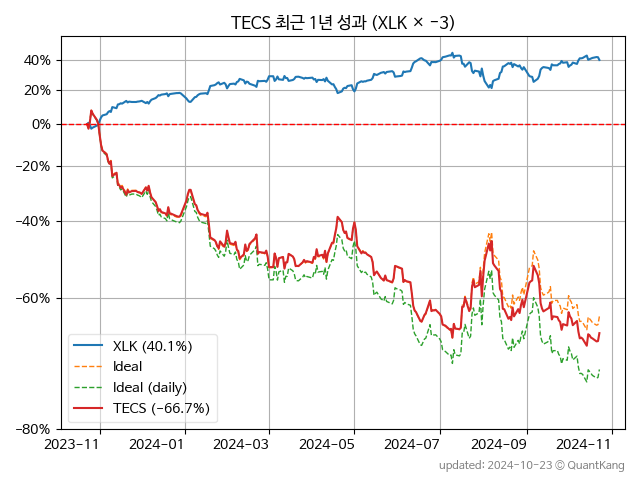 TECS 최근 1년 성과 (XLK × −3)
40%
20%
0%
−20%
−40%
−60%
−80%
XLK (40.1%)
Ideal
Ideal (daily)
TECS (−66.7%)
2023−11 2024−01 2024−03 2024−05 2024−07 2024−09 2024−11
updated: 2024-10-23 © QuantKang